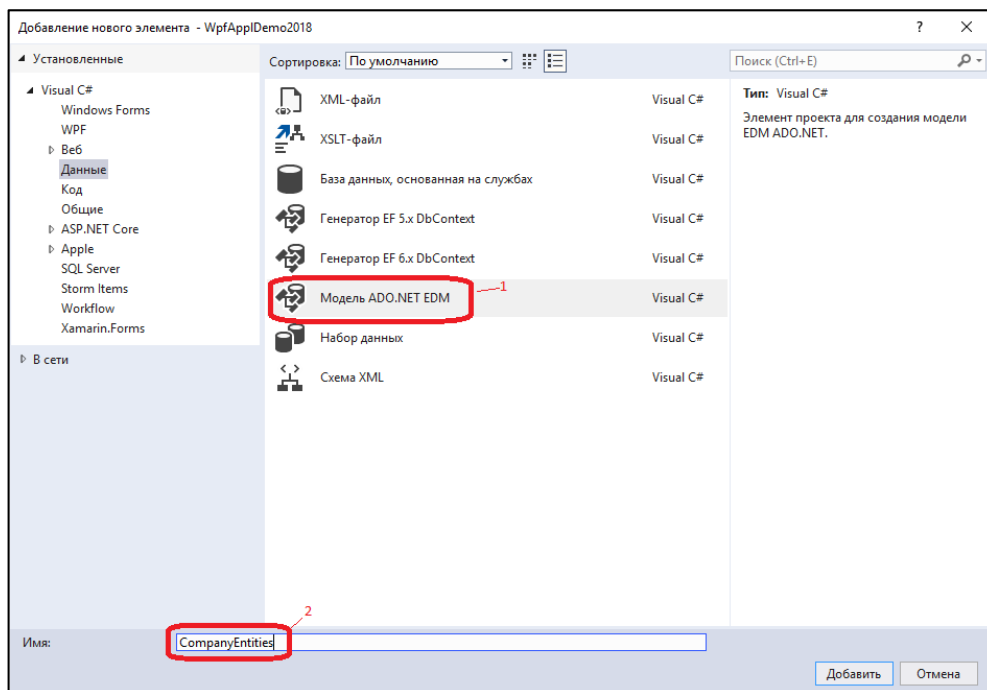 Добавление нового элемента - WpfApplDemo2018
? ×
Установленные
Visual C#
Windows Forms
WPF
Веб
Данные
Код
Общие
ASP.NET Core
Apple
SQL Server
Storm Items
Workflow
Xamarin.Forms
В сети
Сортировка: По умолчанию
XML-файл Visual C#
XSLT-файл Visual C#
База данных, основанная на службах Visual C#
Генератор EF 5.x DbContext Visual C#
Генератор EF 6.x DbContext Visual C#
Модель ADO.NET EDM Visual C#
1
Набор данных Visual C#
Схема XML Visual C#
Поиск (Ctrl+E)
Тип: Visual C#
Элемент проекта для создания модели
EDM ADO.NET.
2
Имя: CompanyEntities
Добавить Отмена